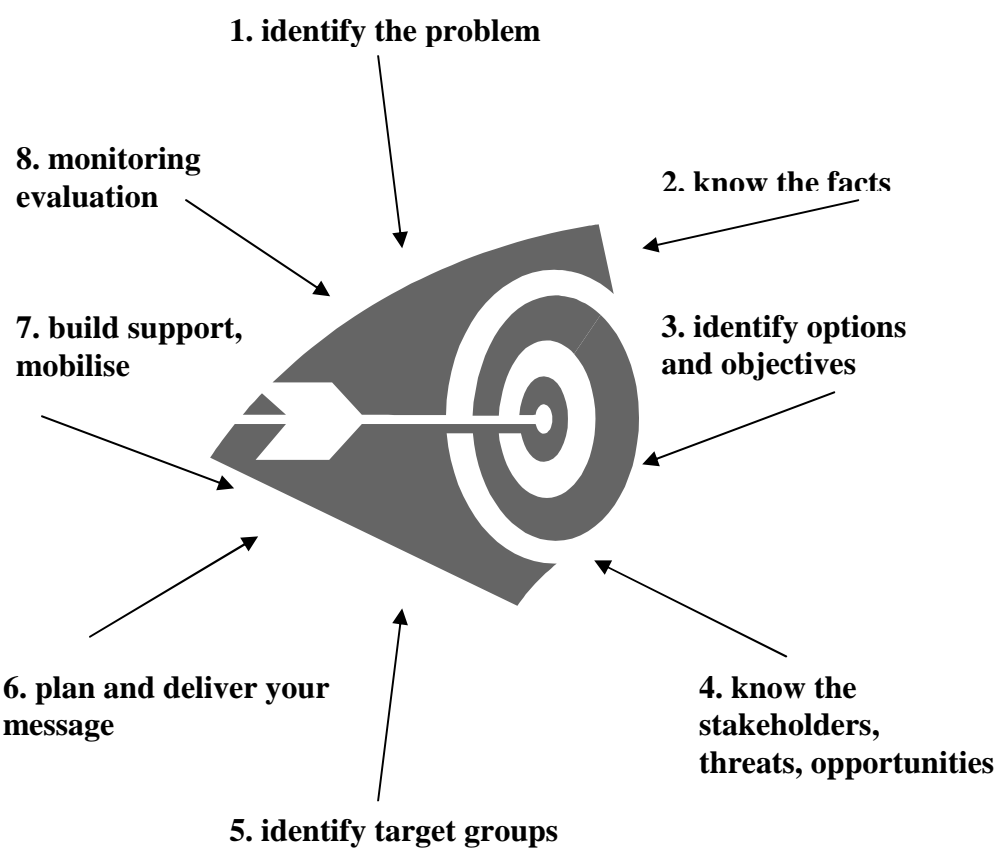 1. identify the problem
2. know the facts
3. identify options
and objectives
4. know the
stakeholders,
threats, opportunities
5. identify target groups
6. plan and deliver your
message
7. build support,
mobilise
8. monitoring
evaluation